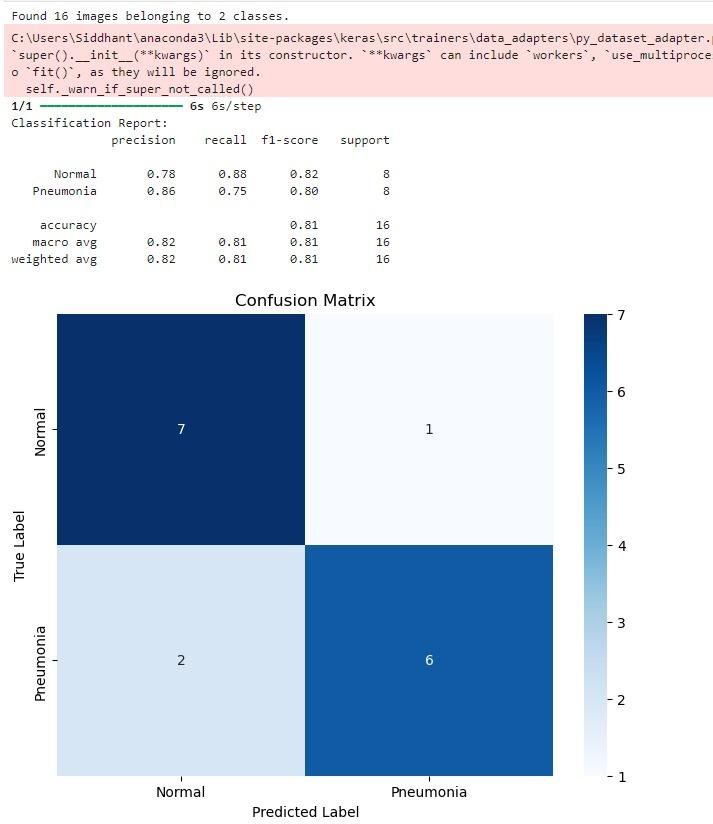 Found 16 images belonging to 2 classes.
C:\Users\Siddhant\anaconda3\Lib\site-packages\keras\src\trainers\data_adapters\py_dataset_adapter.p
`super().__init__(**kwargs)` in its constructor. `**kwargs` can include `workers`, `use_multiproce
o `fit()`, as they will be ignored.
self._warn_if_super_not_called()
1/1 ━━━━━━━━━━━━━━━━━━━━ 6s 6s/step
Classification Report:
precision recall f1-score support
Normal 0.78 0.88 0.82 8
Pneumonia 0.86 0.75 0.80 8
accuracy 0.81 16
macro avg 0.82 0.81 0.81 16
weighted avg 0.82 0.81 0.81 16
Confusion Matrix
True Label
Normal
7 1
Pneumonia
2 6
Normal Pneumonia
Predicted Label
7
6
5
4
3
2
1